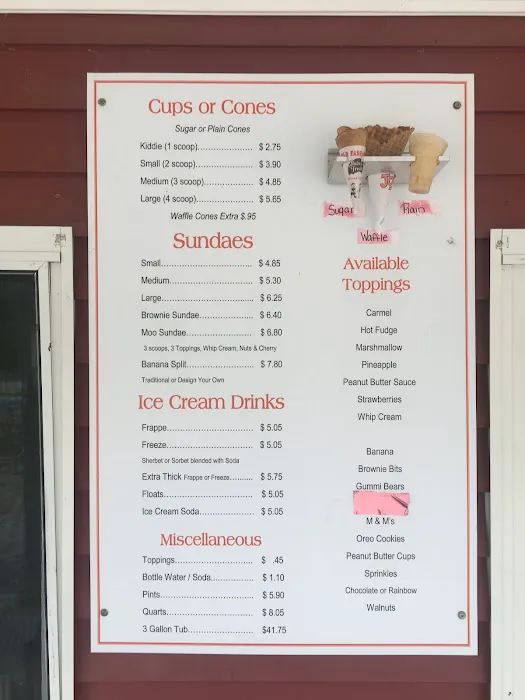 Cups or Cones
Sugar or Plain Cones
Kiddie (1 scoop)..................... $ 2.75
Small (2 scoop)..................... $ 3.90
Medium (3 scoop)................... $ 4.85
Large (4 scoop)..................... $ 5.65
Waffle Cones Extra $.95
Sundaes
Small.................................... $ 4.85
Medium................................ $ 5.30
Large.................................... $ 6.25
Brownie Sundae.................... $ 6.40
Moo Sundae......................... $ 6.80
3 scoops, 3 Toppings, Whip Cream, Nuts & Cherry
Banana Split......................... $ 7.60
Traditional or Design Your Own
Ice Cream Drinks
Frappe.................................. $ 5.05
Freeze.................................. $ 5.05
Sherbet or Sorbet blended with Soda
Extra Thick Frappe or Freeze.......... $ 5.75
Floats................................... $ 5.05
Ice Cream Soda..................... $ 5.05
Miscellaneous
Toppings............................... $ .45
Bottle Water / Soda................ $ 1.10
Pints..................................... $ 5.90
Quarts.................................. $ 8.05
3 Gallon Tub......................... $41.75
Sugar
Plain
Waffle
Available
Toppings
Carmel
Hot Fudge
Marshmallow
Pineapple
Peanut Butter Sauce
Strawberries
Whip Cream
Banana
Brownie Bits
Gummi Bears
M & M's
Oreo Cookies
Peanut Butter Cups
Sprinkles
Chocolate or Rainbow
Walnuts